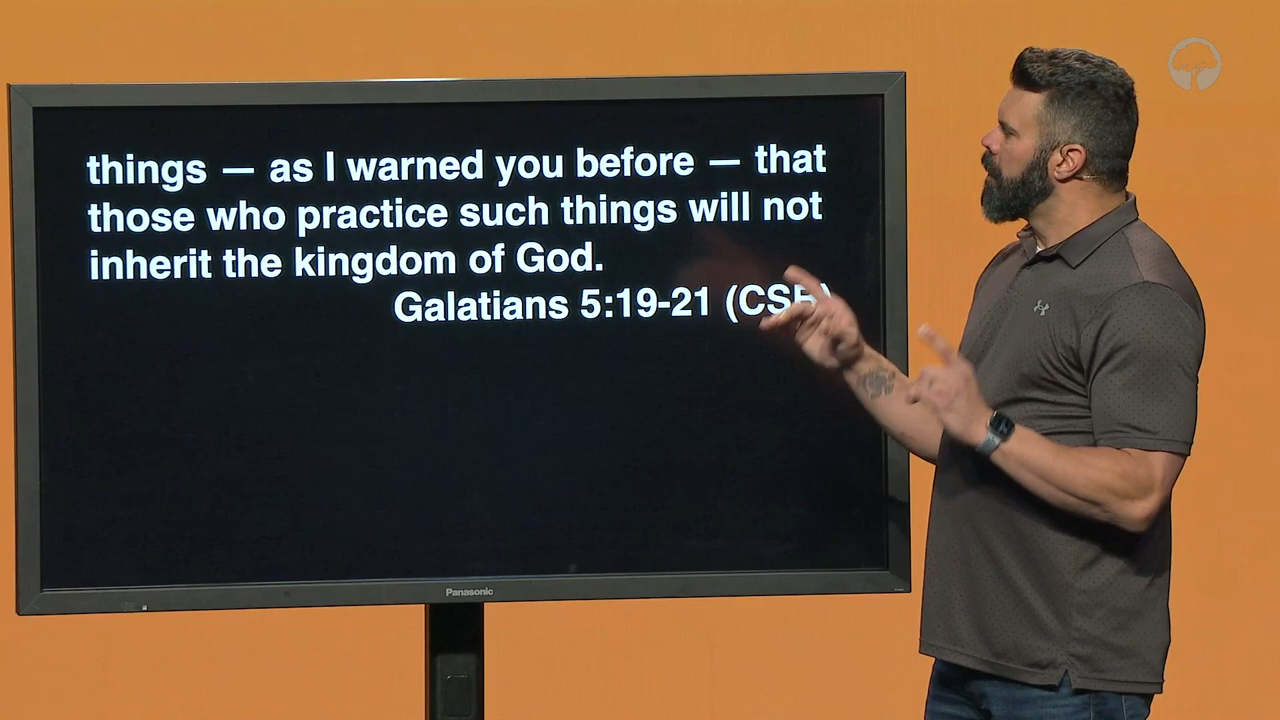 things — as I warned you before — that
those who practice such things will not
inherit the kingdom of God.
Galatians 5:19-21 (CSB)
Panasonic